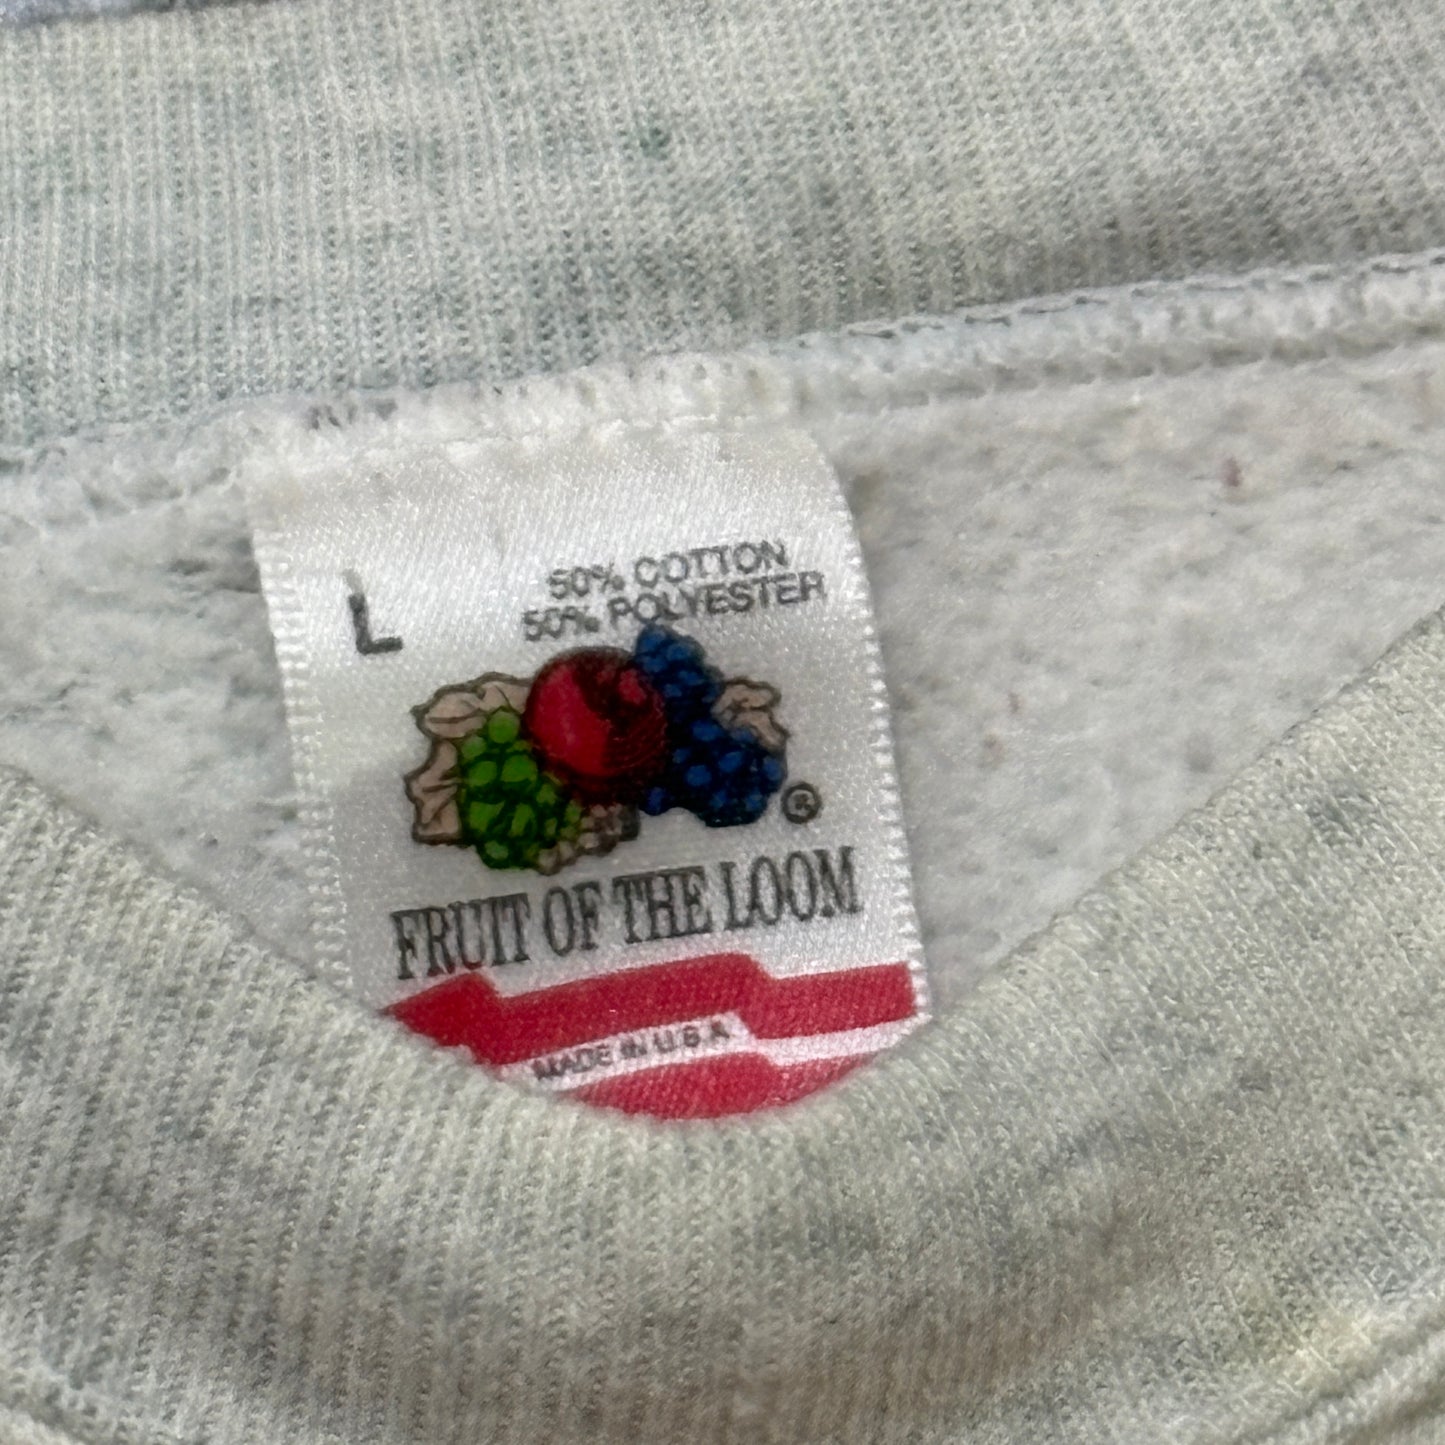 L
50% COTTON
50% POLYESTER
®
FRUIT OF THE LOOM
MADE IN U.S.A.